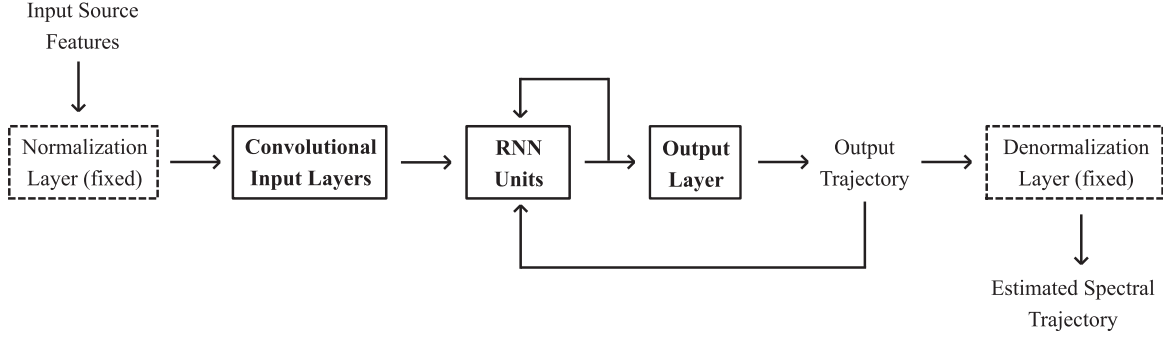 Input Source
Features
Normalization
Layer (fixed)
Convolutional
Input Layers
RNN
Units
Output
Layer
Output
Trajectory
Denormalization
Layer (fixed)
Estimated Spectral
Trajectory